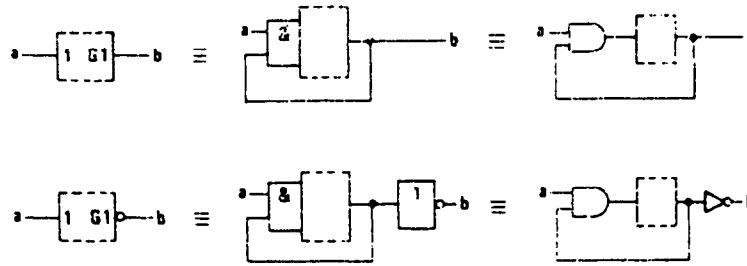 a 1 G1 b ≡ a & b ≡ a
a 1 G1 b ≡ a & 1 b ≡ a